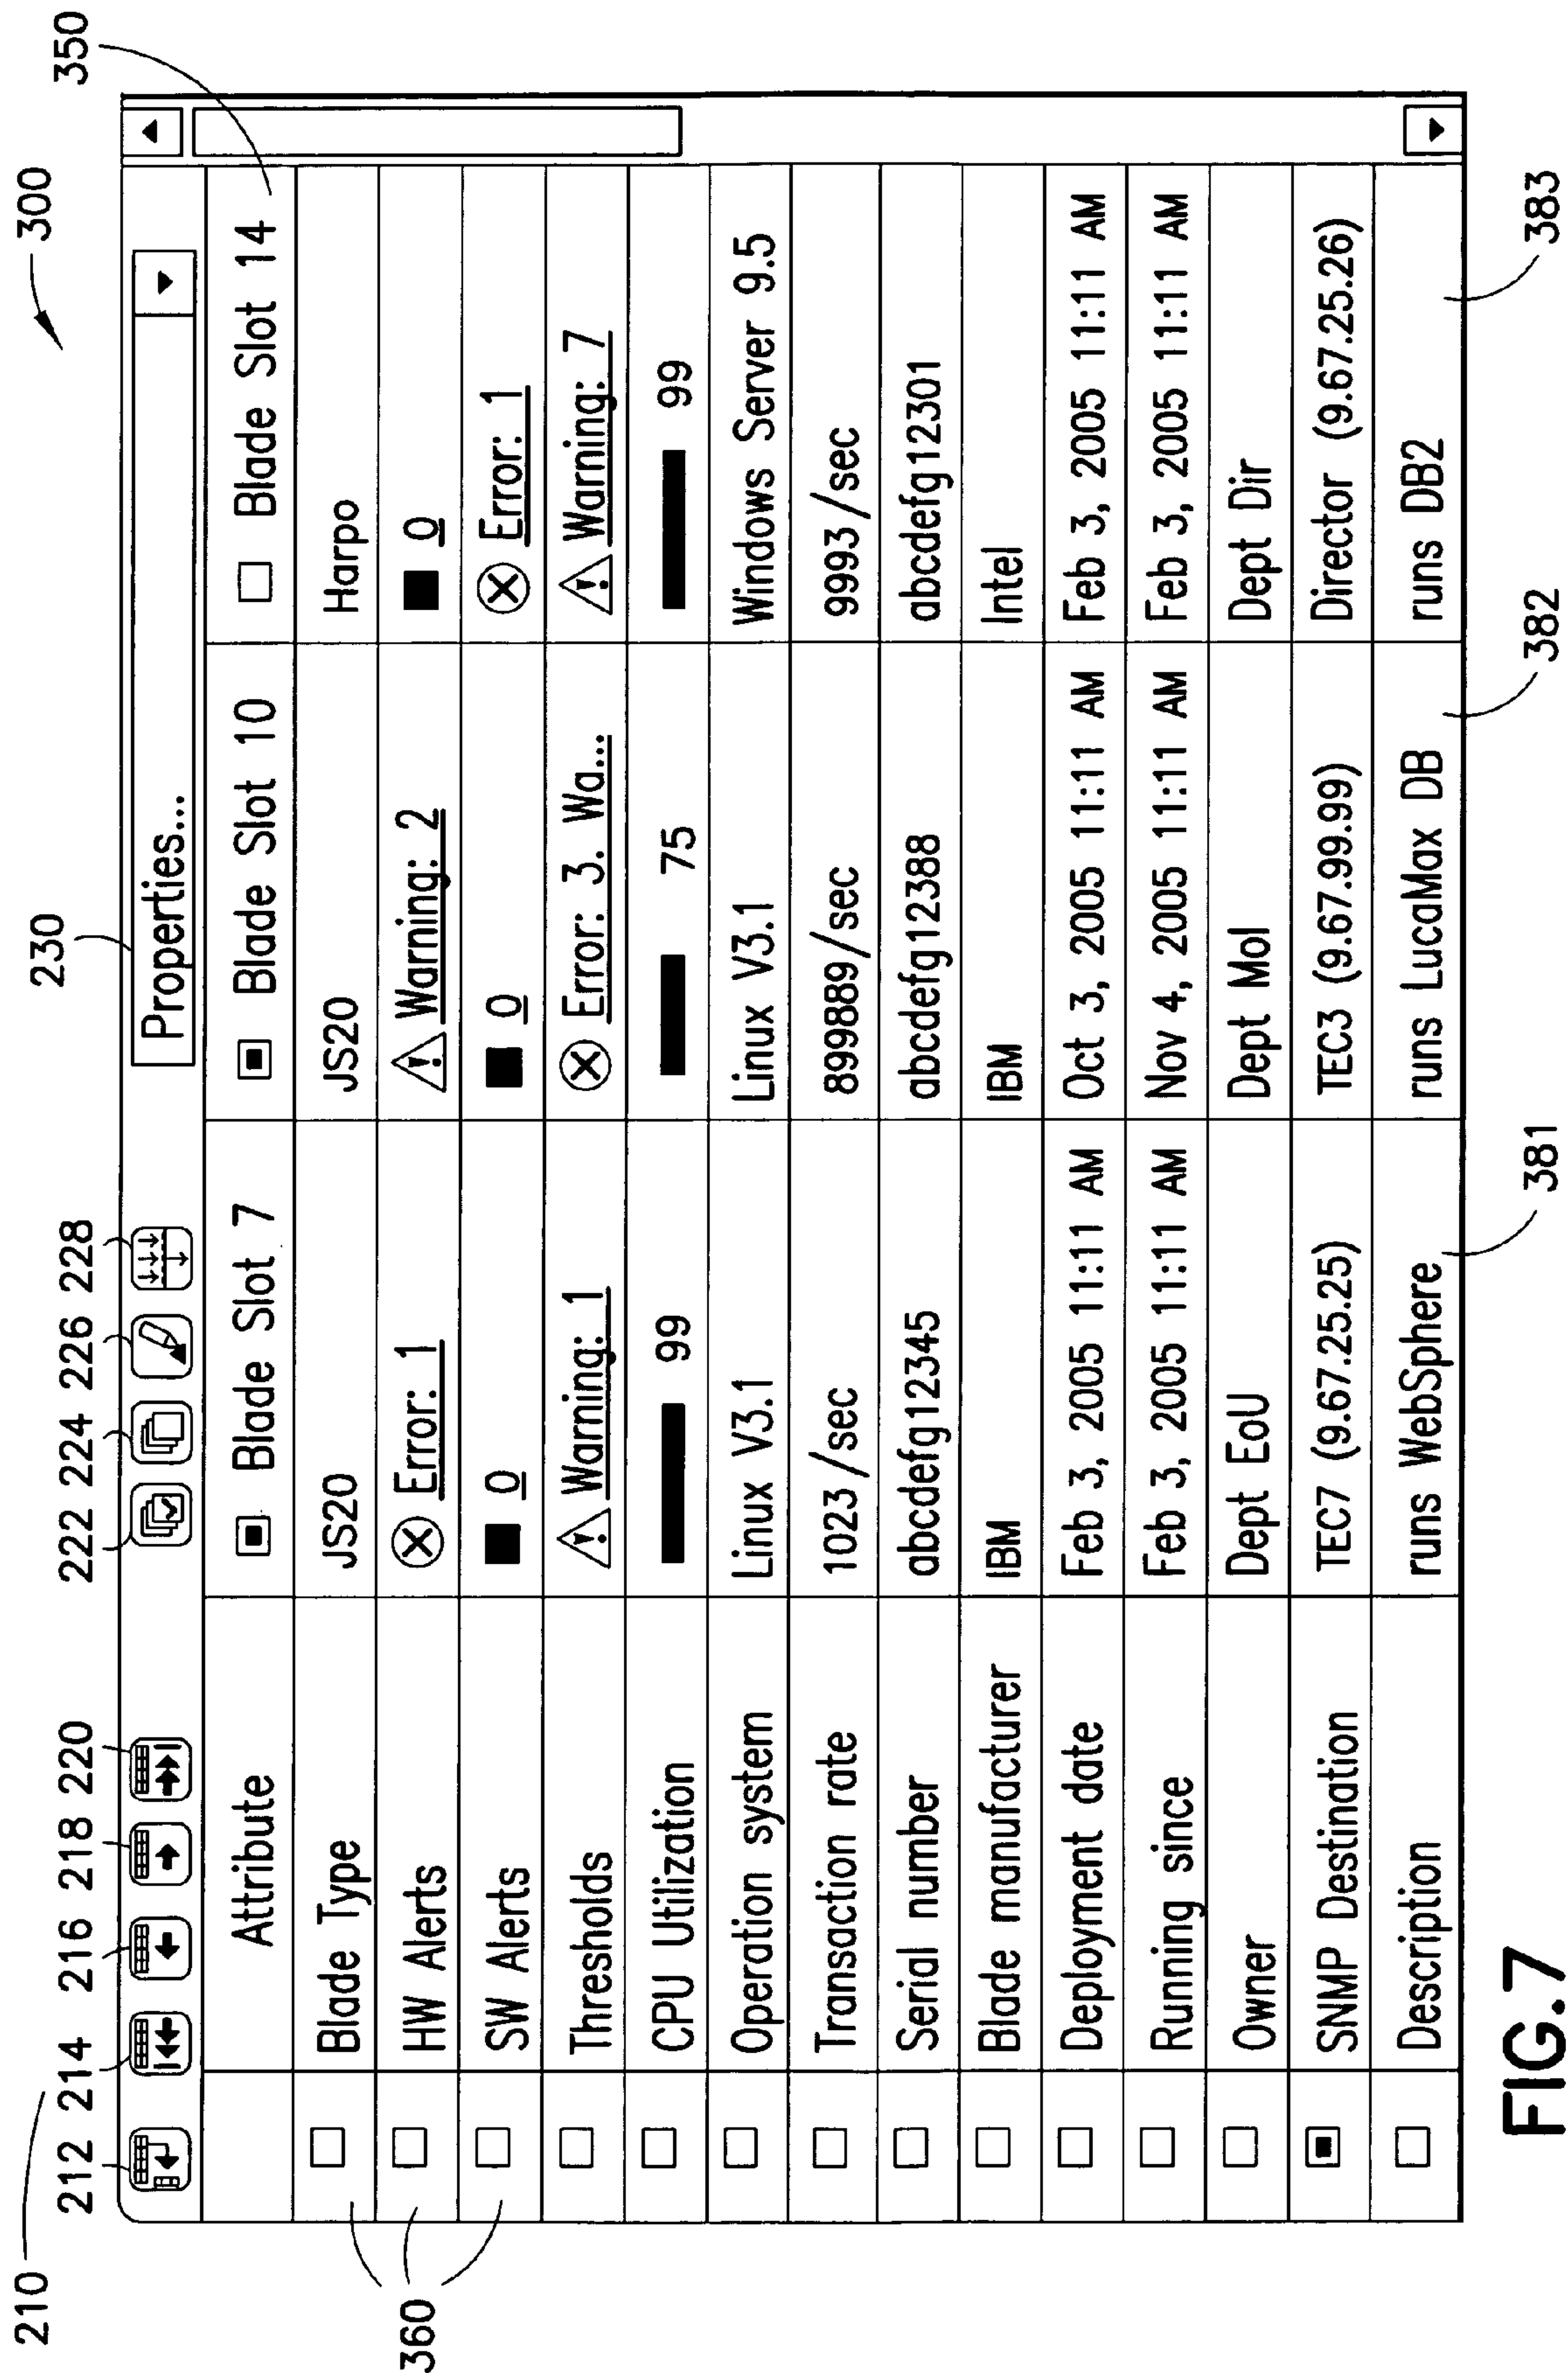 300
210
212 214 216 218 220 222 224 226 228 230
Properties...
350
Attribute Blade Slot 7 Blade Slot 10 Blade Slot 14
Blade Type JS20 JS20 Harpo
HW Alerts Error: 1 Warning: 2 0
SW Alerts 0 0 Error: 1
Thresholds Warning: 1 Error: 3. Wa... Warning: 7
CPU Utilization 99 75 99
Operation system Linux V3.1 Linux V3.1 Windows Server 9.5
Transaction rate 1023/sec 899889/sec 9993/sec
Serial number abcdefg12345 abcdefg12388 abcdefg12301
Blade manufacturer IBM IBM Intel
Deployment date Feb 3, 2005 11:11 AM Oct 3, 2005 11:11 AM Feb 3, 2005 11:11 AM
Running since Feb 3, 2005 11:11 AM Nov 4, 2005 11:11 AM Feb 3, 2005 11:11 AM
Owner Dept EoU Dept Mol Dept Dir
SNMP Destination TEC7 (9.67.25.25) TEC3 (9.67.99.99) Director (9.67.25.26)
Description runs WebSphere runs LucaMax DB runs DB2
360
381 382 383
FIG.7